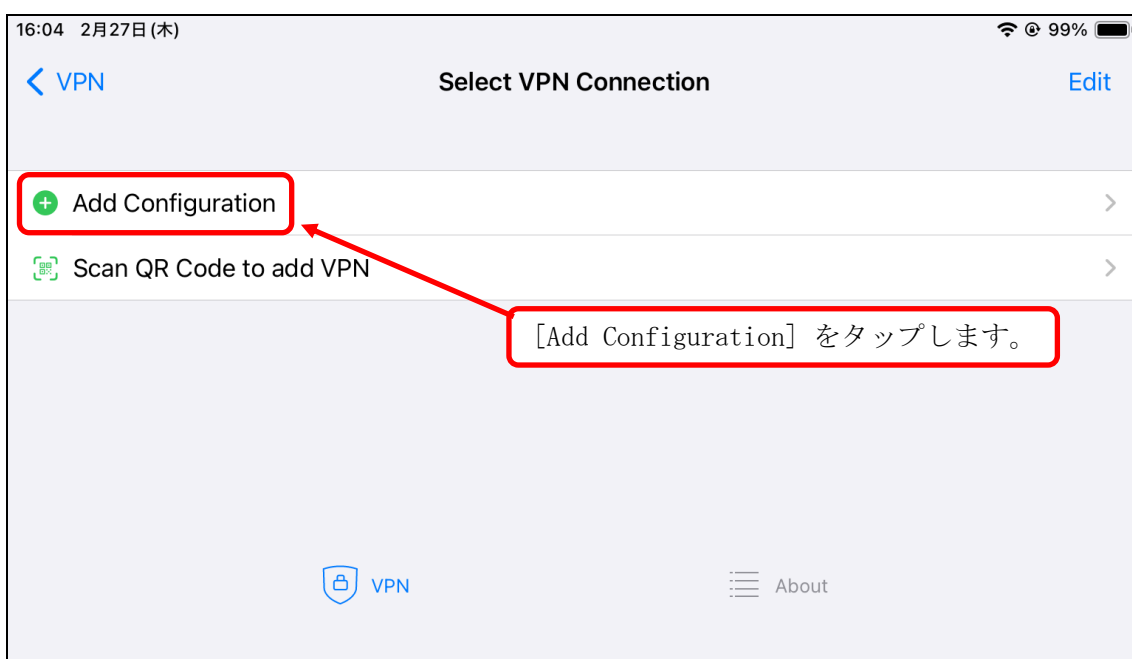 16:04 2月27日(木) 99%
VPN Select VPN Connection Edit
Add Configuration
Scan QR Code to add VPN
[Add Configuration] をタップします。
VPN About